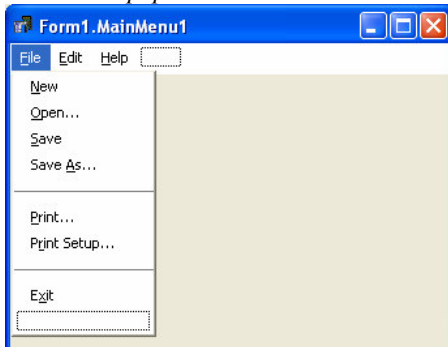 Form1.MainMenu1
File Edit Help
New
Open...
Save
Save As...
Print...
Print Setup...
Exit